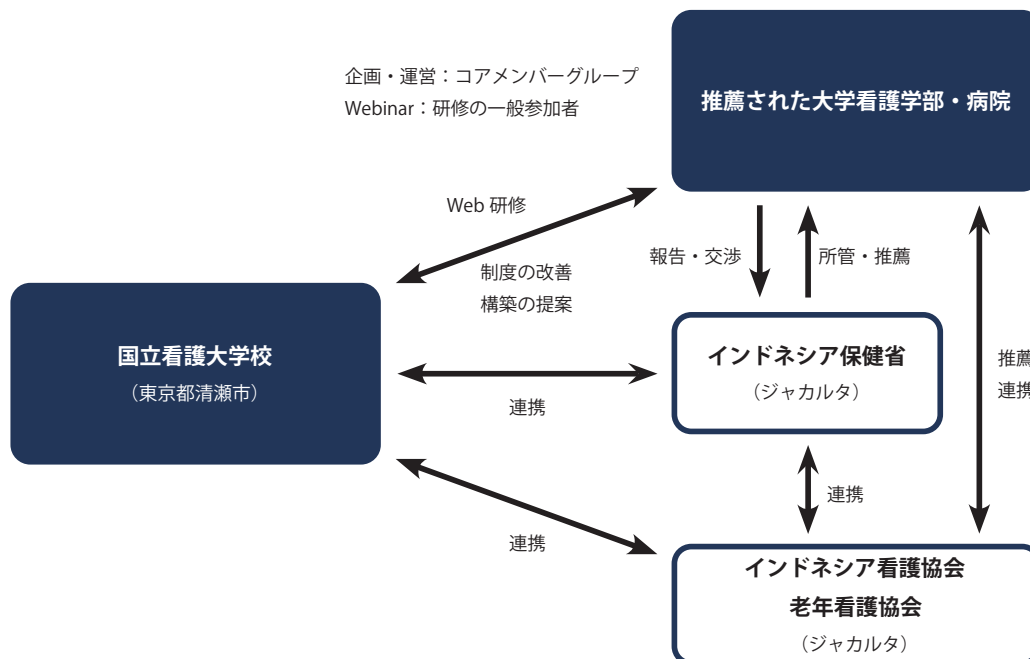 企画・運営：コアメンバーグループ
Webinar：研修の一般参加者
推薦された大学看護学部・病院
Web 研修
制度の改善
構築の提案
報告・交渉
所管・推薦
国立看護大学校
（東京都清瀬市）
インドネシア保健省
（ジャカルタ）
推薦
連携
連携
連携
連携
インドネシア看護協会
老年看護協会
（ジャカルタ）